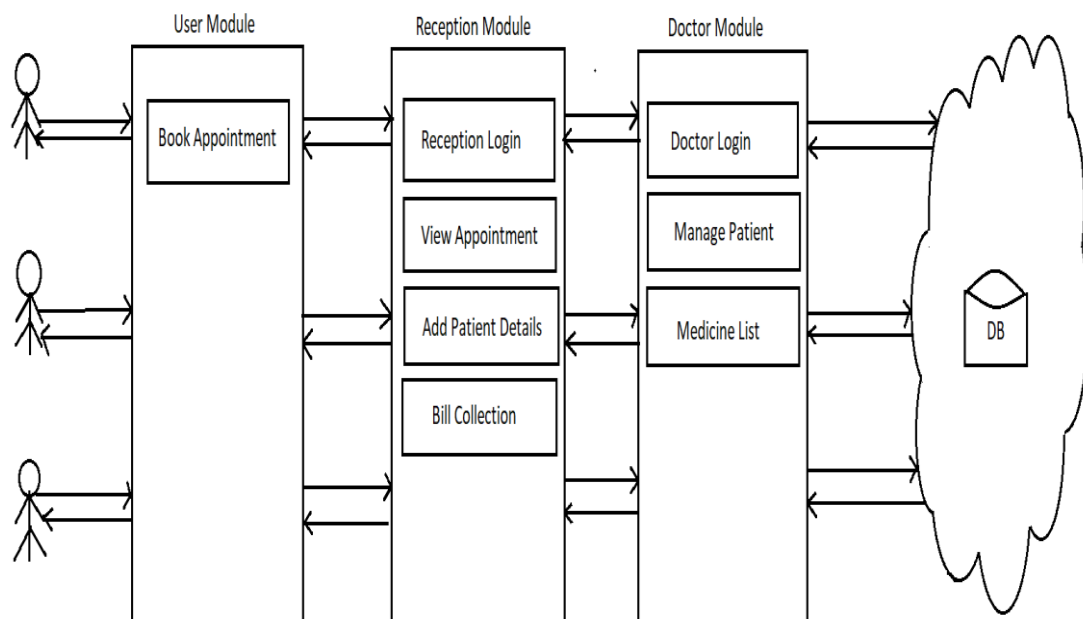 User Module
Reception Module
Doctor Module
Book Appointment
Reception Login
View Appointment
Add Patient Details
Bill Collection
Doctor Login
Manage Patient
Medicine List
DB